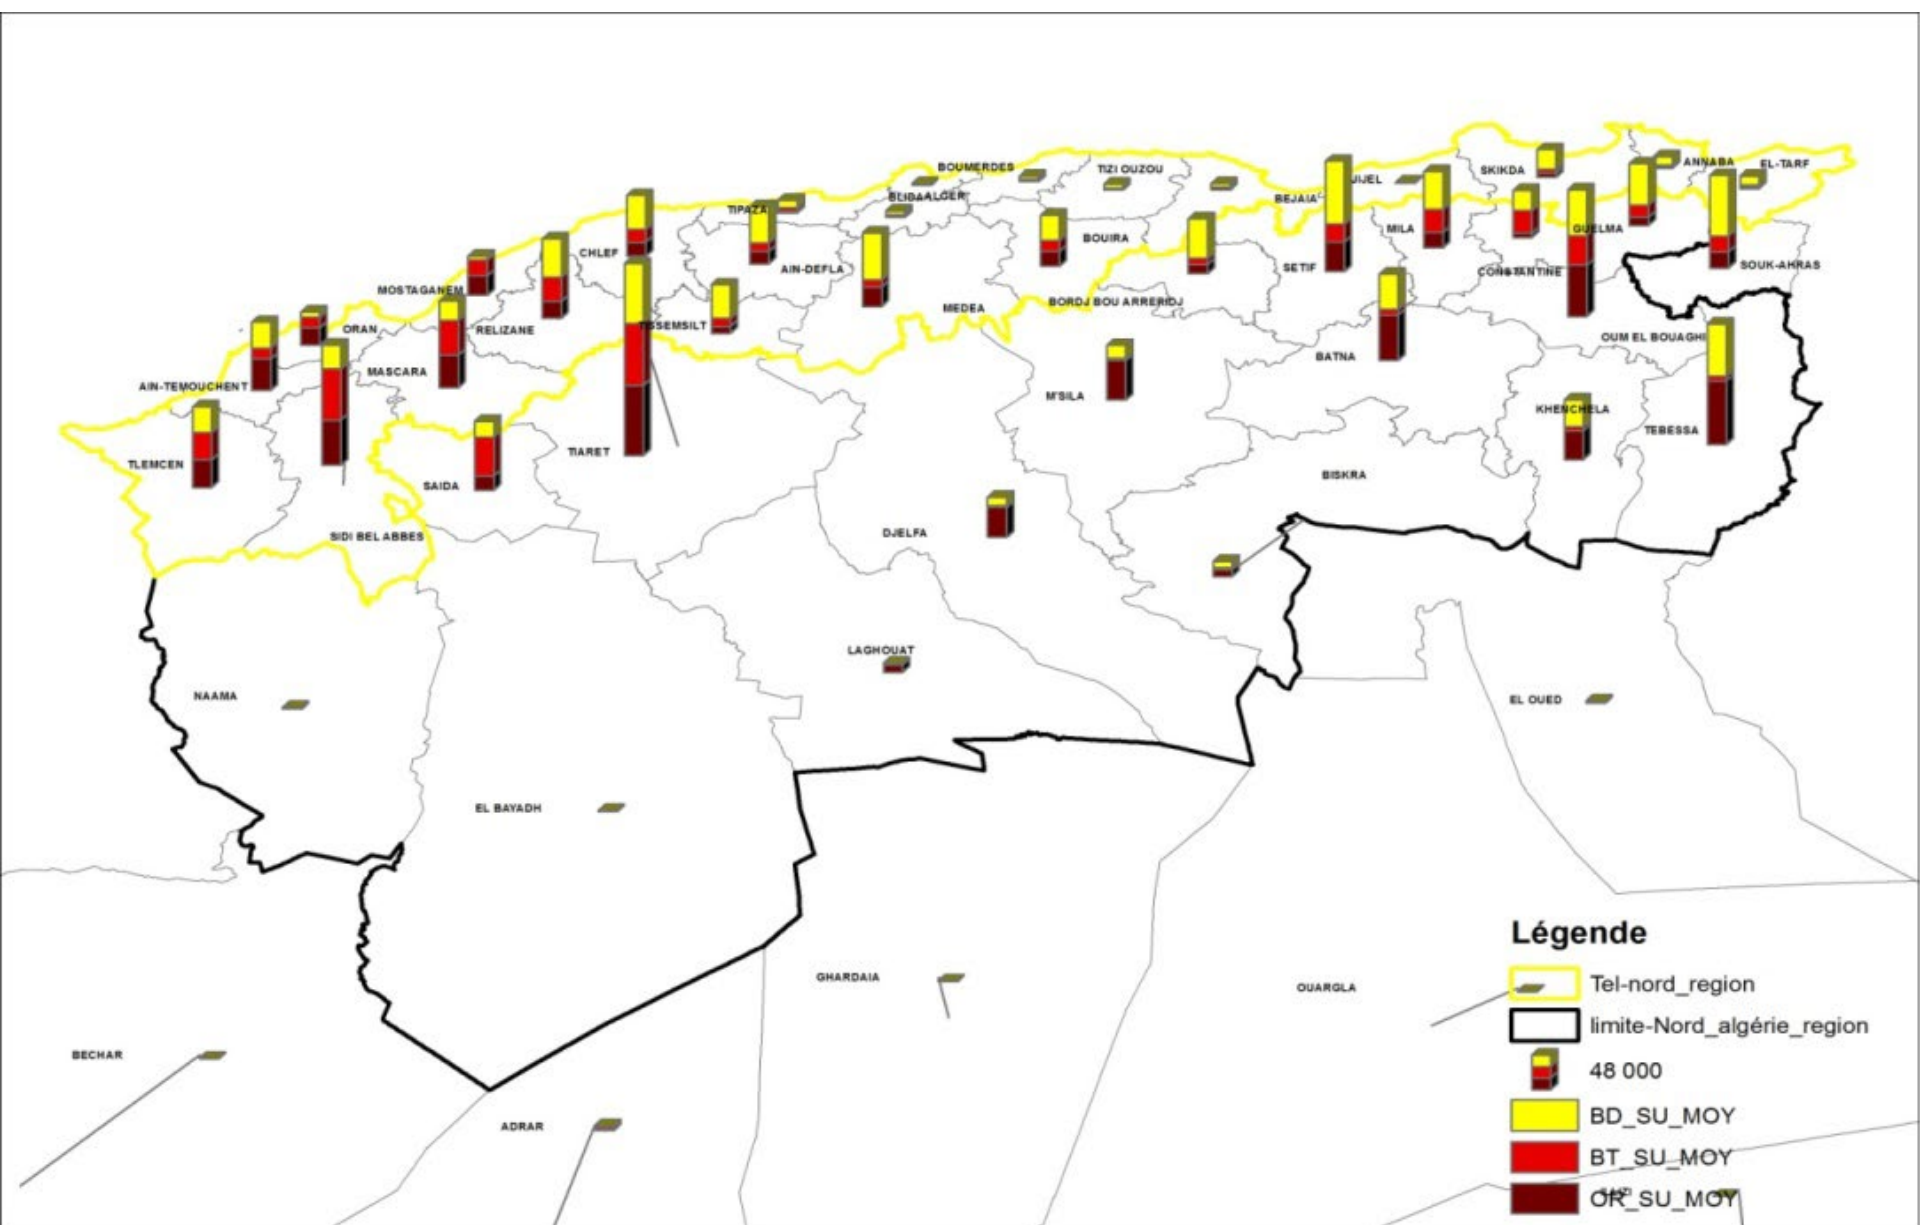 BOUMERDES
TIZI OUZOU
SKIKDA
ANNABA
EL-TARF
JIJEL
BLIDA
ALGER
TIPAZA
BEJAIA
MILA
GUELMA
BOUIRA
CHLEF
AIN-DEFLA
SETIF
CONSTANTINE
SOUK-AHRAS
MOSTAGANEM
MEDEA
BORDJ BOU ARRERIDJ
ORAN
RELIZANE
TISSEMSILT
OUM EL BOUAGHI
BATNA
MASCARA
AIN-TEMOUCHENT
M'SILA
KHENCHELA
TEBESSA
TIARET
TLEMCEN
SAIDA
BISKRA
SIDI BEL ABBES
DJELFA
LAGHOUAT
NAAMA
EL OUED
EL BAYADH
GHARDAIA
OUARGLA
BECHAR
ADRAR
Légende
Tel-nord_region
limite-Nord_algérie_region
48 000
BD_SU_MOY
BT_SU_MOY
OR_SU_MOY